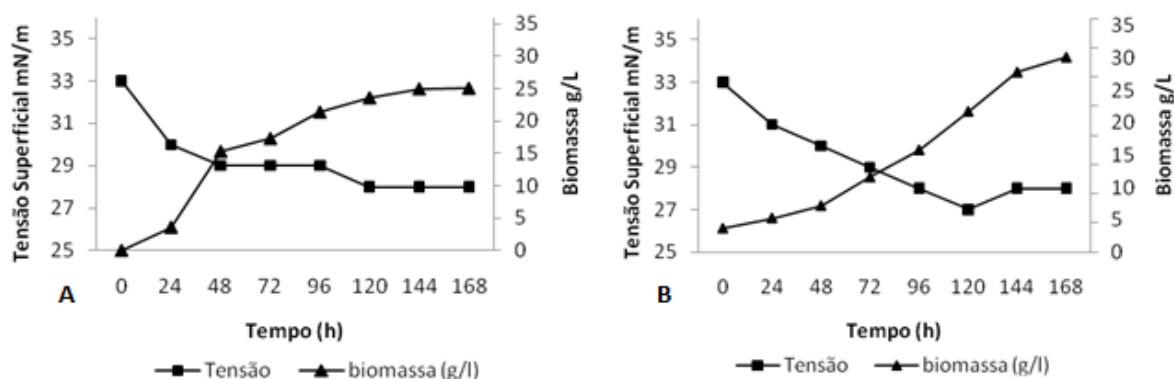 Tensão Superficial mN/m
35
33
31
29
27
25
35
30
25
20
15
10
5
0
Biomassa g/L
0 24 48 72 96 120 144 168
A
Tempo (h)
Tensão biomassa (g/l)
Tensão Superficial mN/m
35
33
31
29
27
25
35
30
25
20
15
10
5
0
Biomassa g/L
0 24 48 72 96 120 144 168
B
Tempo (h)
Tensão biomassa (g/l)